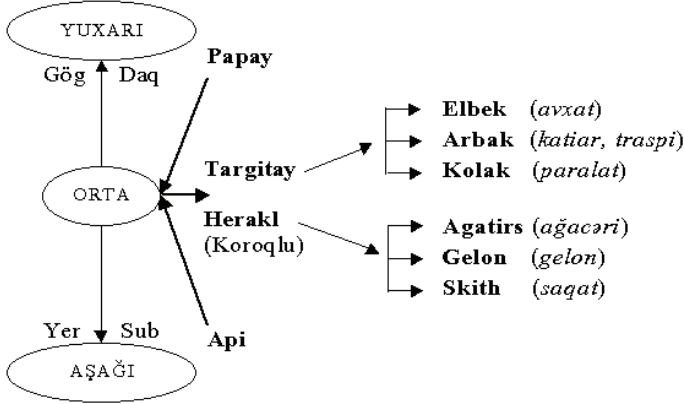 YUXARI
Gög Daq
Papay
Elbek (avxat)
Arbak (katiar, traspi)
Kolak (paralat)
Targitay
ORTA
Herakl
(Koroqlu)
Agatirs (ağacəri)
Gelon (gelon)
Skith (saqat)
Yer Sub
Api
AŞAĞI